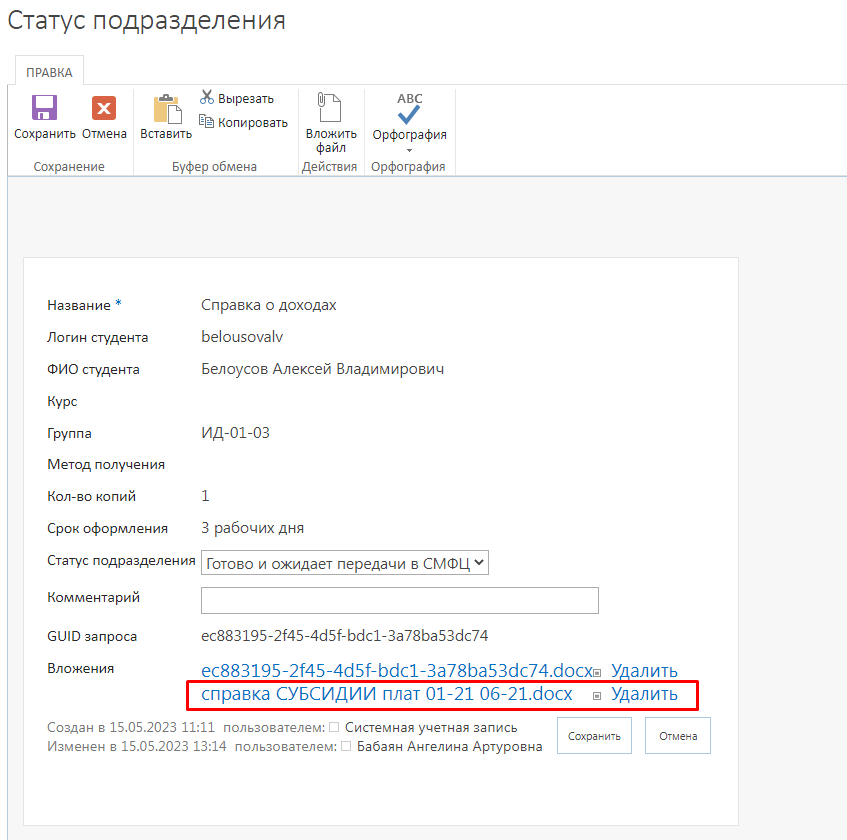 Статус подразделения
ПРАВКА
Сохранить Отмена
Сохранение
Вставить
Вырезать
Копировать
Буфер обмена
Вложить файл
Действия
ABC
Орфография
Орфография
Название * Справка о доходах
Логин студента belousovalv
ФИО студента Белоусов Алексей Владимирович
Курс
Группа ИД-01-03
Метод получения
Кол-во копий 1
Срок оформления 3 рабочих дня
Статус подразделения Готово и ожидает передачи в СМФЦ
Комментарий
GUID запроса ec883195-2f45-4d5f-bdc1-3a78ba53dc74
Вложения ec883195-2f45-4d5f-bdc1-3a78ba53dc74.docx Удалить
справка СУБСИДИИ плат 01-21 06-21.docx Удалить
Создан в 15.05.2023 11:11 пользователем: Системная учетная запись
Изменен в 15.05.2023 13:14 пользователем: Бабаян Ангелина Артуровна
Сохранить Отмена